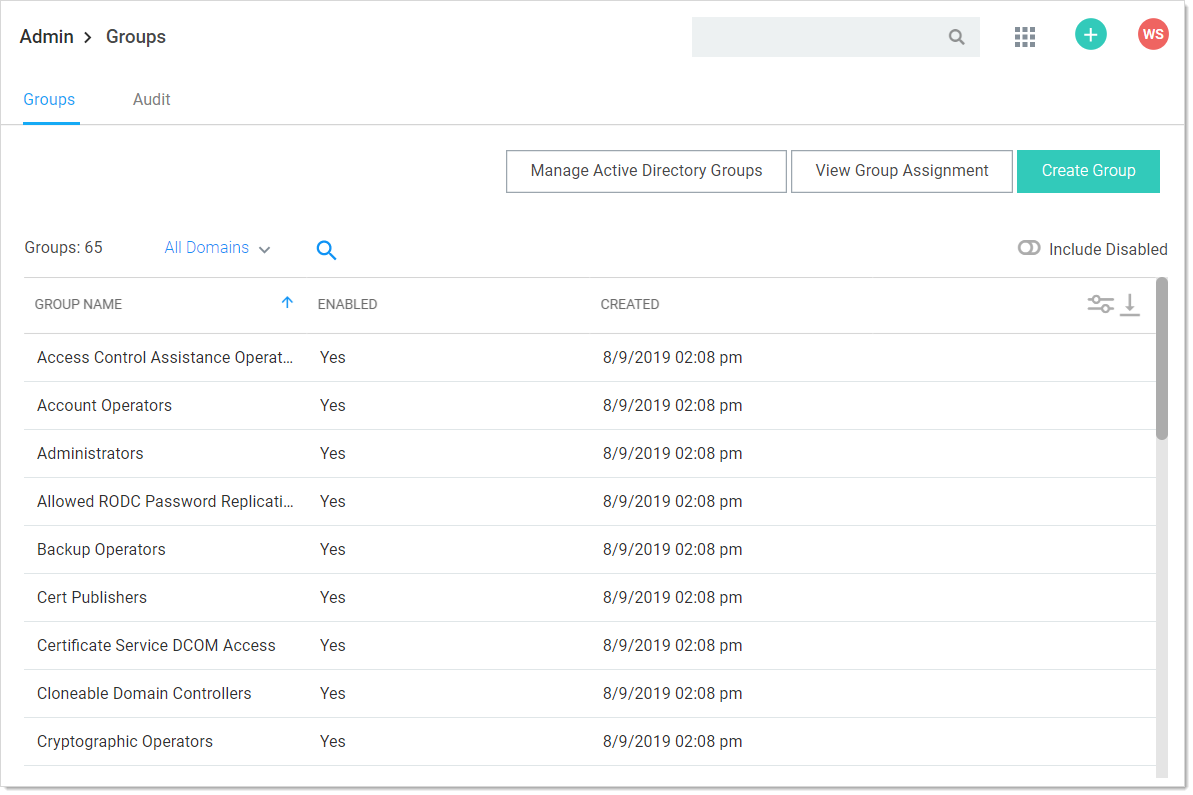 Admin > Groups
WS
Groups Audit
Manage Active Directory Groups View Group Assignment Create Group
Groups: 65 All Domains Include Disabled
GROUP NAME ENABLED CREATED
Access Control Assistance Operat... Yes 8/9/2019 02:08 pm
Account Operators Yes 8/9/2019 02:08 pm
Administrators Yes 8/9/2019 02:08 pm
Allowed RODC Password Replicati... Yes 8/9/2019 02:08 pm
Backup Operators Yes 8/9/2019 02:08 pm
Cert Publishers Yes 8/9/2019 02:08 pm
Certificate Service DCOM Access Yes 8/9/2019 02:08 pm
Cloneable Domain Controllers Yes 8/9/2019 02:08 pm
Cryptographic Operators Yes 8/9/2019 02:08 pm